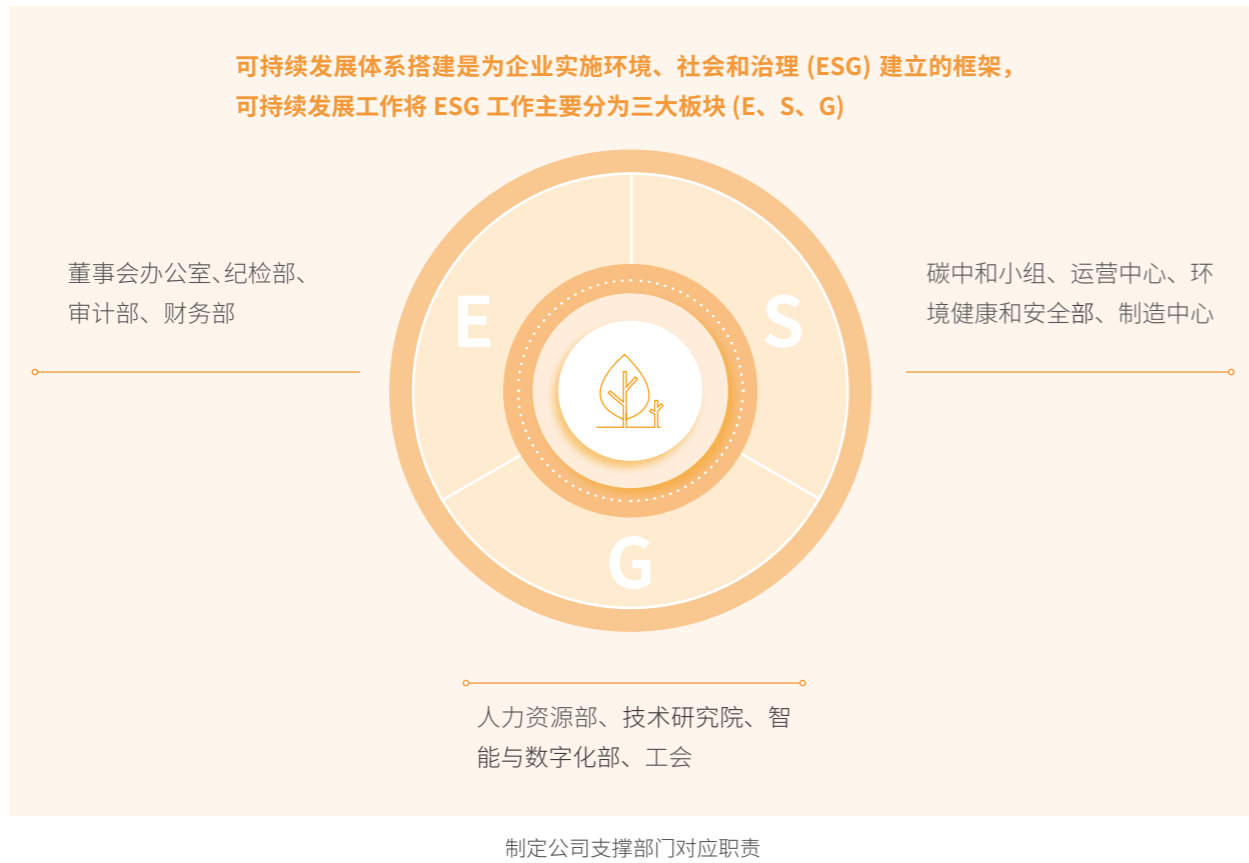 可持续发展体系搭建是为企业实施环境、社会和治理 (ESG) 建立的框架，
可持续发展工作将 ESG 工作主要分为三大板块 (E、S、G)
董事会办公室、纪检部、
审计部、财务部
碳中和小组、运营中心、环
境健康和安全部、制造中心
E
S
G
人力资源部、技术研究院、智
能与数字化部、工会
制定公司支撑部门对应职责